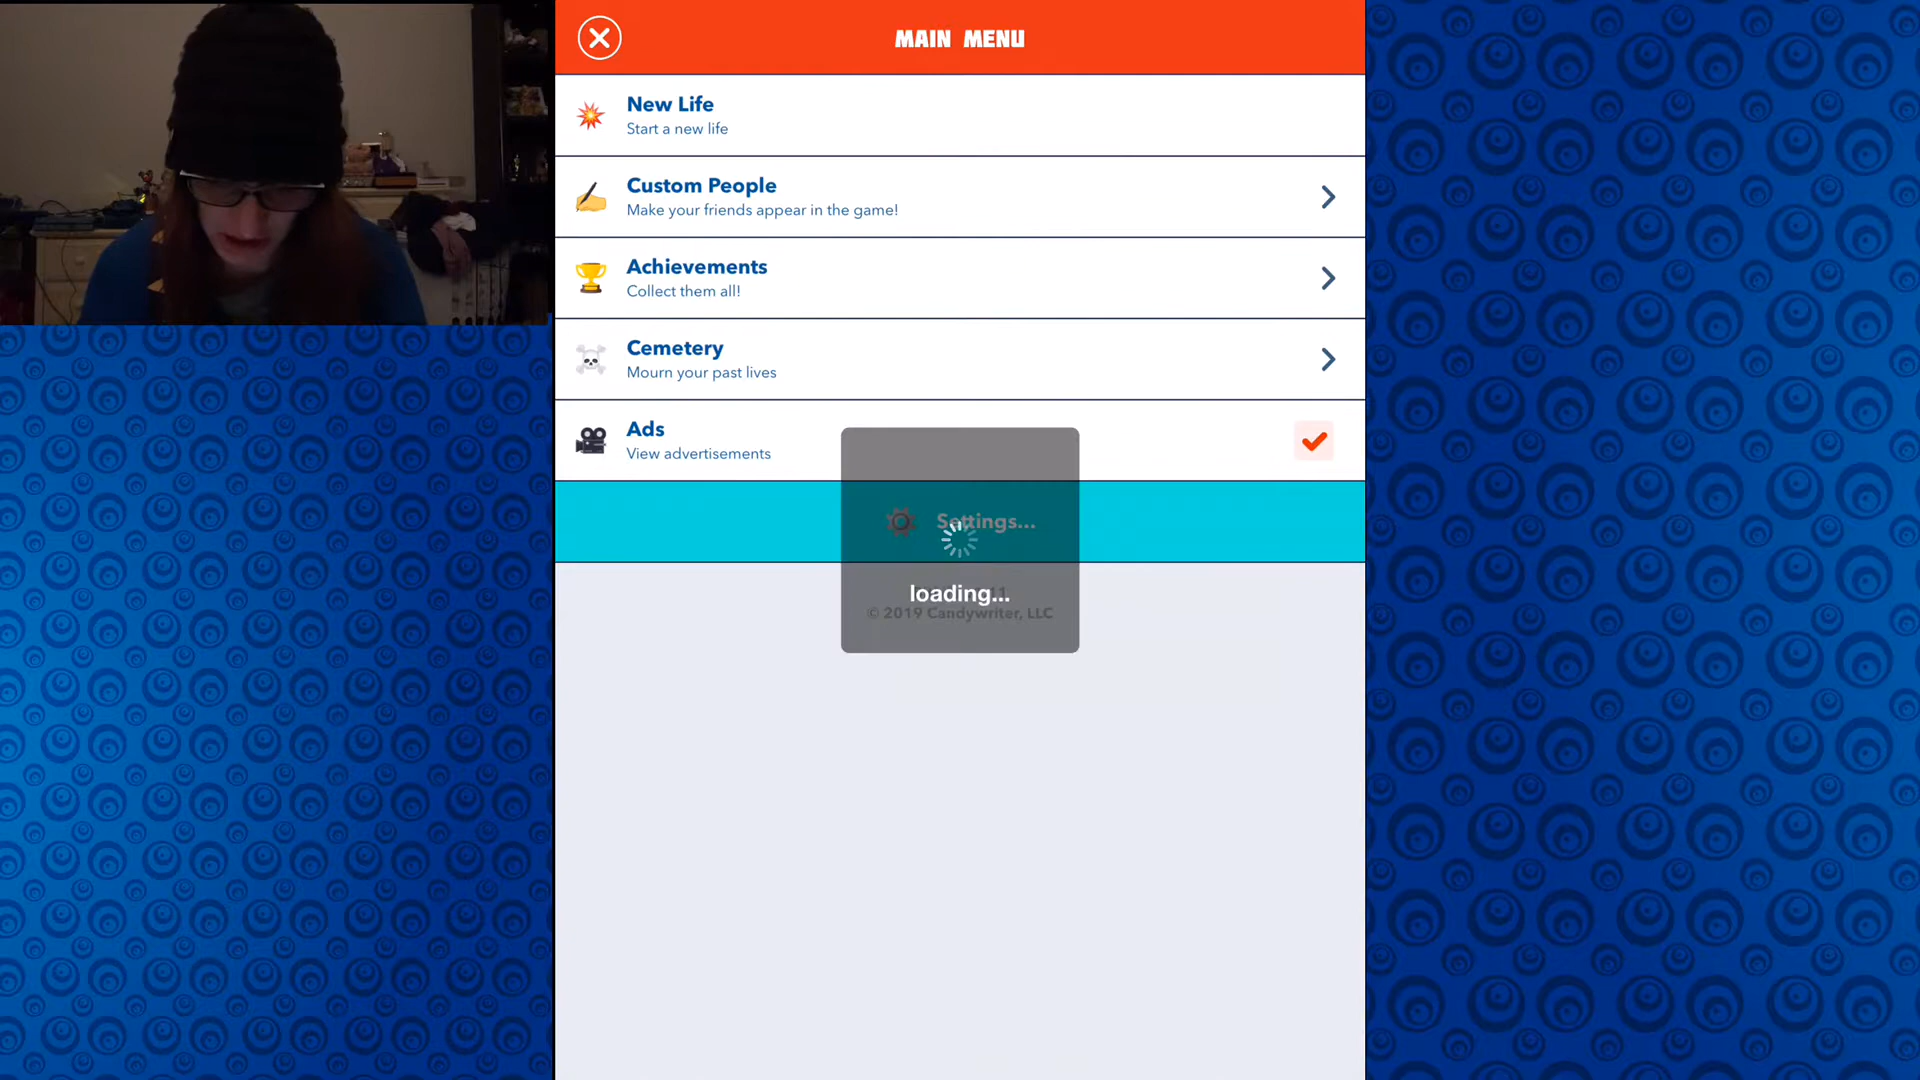 MAIN MENU
New Life
Start a new life
Custom People
Make your friends appear in the game!
Achievements
Collect them all!
Cemetery
Mourn your past lives
Ads
View advertisements
Settings...
loading...
© 2019 Candywriter, LLC